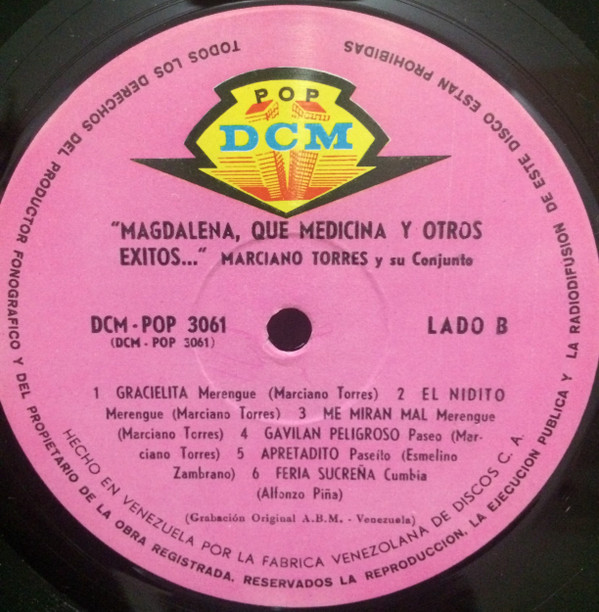 POP
DCM
"MAGDALENA, QUE MEDICINA Y OTROS
EXITOS..." MARCIANO TORRES y su Conjunto
DCM - POP 3061
(DCM - POP 3061)
LADO B
1 GRACIELITA Merengue (Marciano Torres) 2 EL NIDITO
Merengue (Marciano Torres) 3 ME MIRAN MAL Merengue
(Marciano Torres) 4 GAVILAN PELIGROSO Paseo (Mar-
ciano Torres) 5 APRETADITO Paseito (Esmelino
Zambrano) 6 FERIA SUCREÑA Cumbia
(Alfonzo Piña)
(Grabación Original A.B.M. - Venezuela)
HECHO EN VENEZUELA POR LA FABRICA VENEZOLANA DE DISCOS C. A.
TODOS LOS DERECHOS DEL PRODUCTOR FONOGRAFICO Y DEL PROPIETARIO DE LA OBRA REGISTRADA, RESERVADOS LA REPRODUCCION, LA EJECUCION PUBLICA Y LA RADIODIFUSION DE ESTE DISCO ESTAN PROHIBIDAS